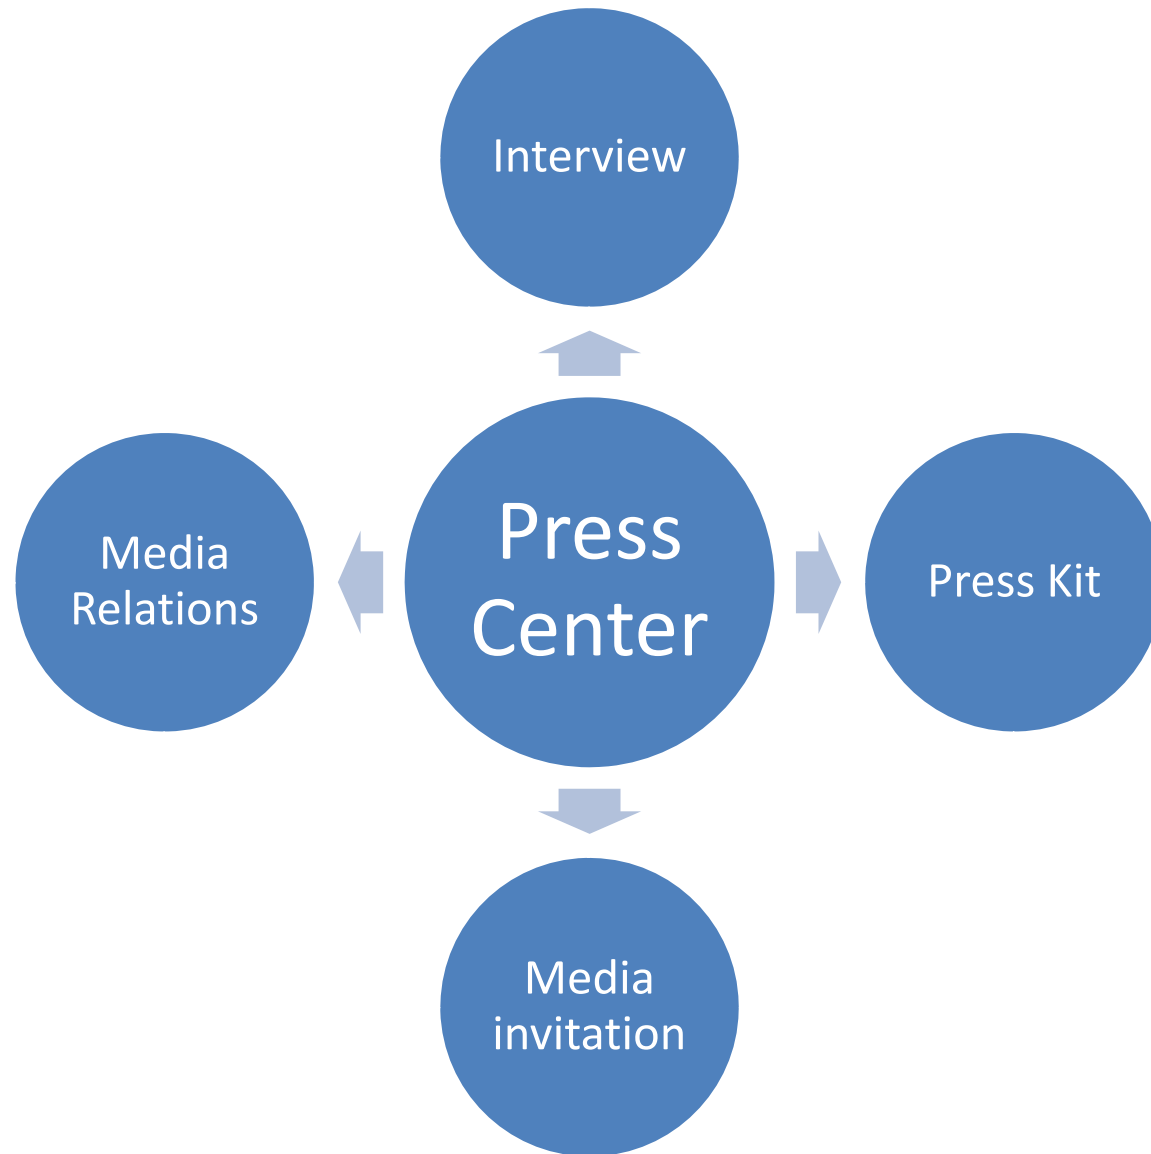 Interview
Media
Relations
Press
Center
Press Kit
Media
invitation